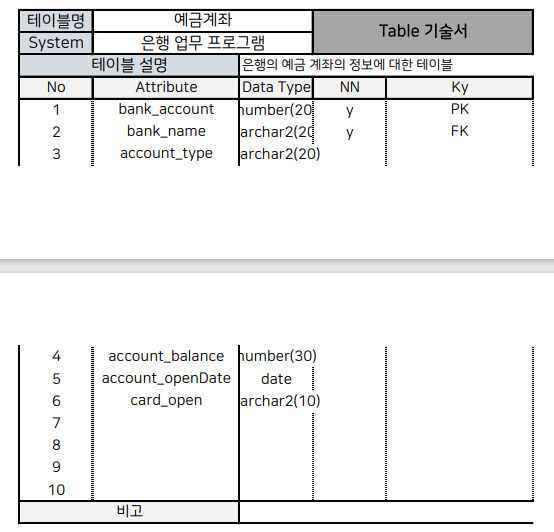 테이블명 예금계좌 Table 기술서
System 은행 업무 프로그램
테이블 설명 은행의 예금 계좌의 정보에 대한 테이블
No Attribute Data Type NN Ky
1 bank_account number(20 y PK
2 bank_name archar2(20 y FK
3 account_type archar2(20)
4 account_balance number(30)
5 account_openDate date
6 card_open archar2(10)
7
8
9
10
비고